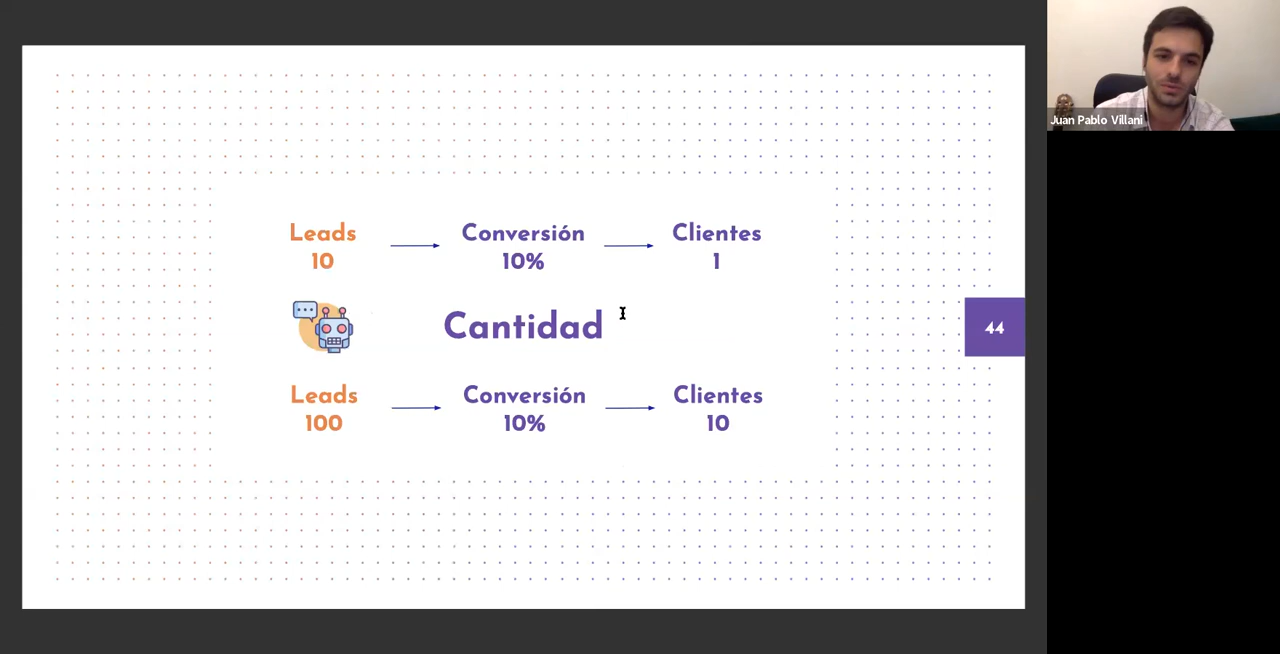 Leads
10
Conversión
10%
Clientes
1
Cantidad
Leads
100
Conversión
10%
Clientes
10
44
Juan Pablo Villani